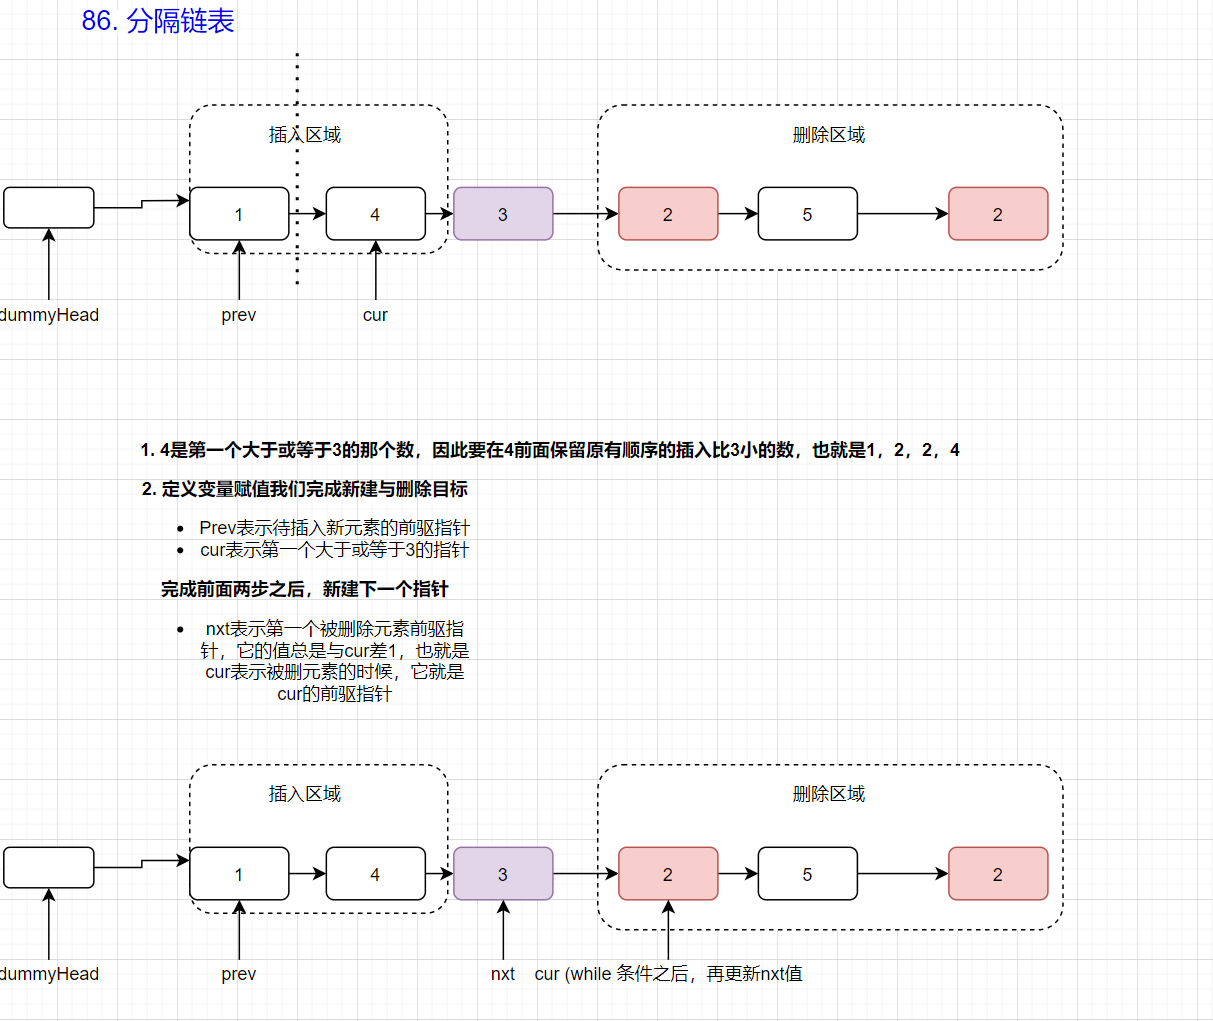 86. 分隔链表
插入区域
删除区域
1
4
3
2
5
2
dummyHead
prev
cur
1. 4是第一个大于或等于3的那个数，因此要在4前面保留原有顺序的插入比3小的数，也就是1，2，2，4
2. 定义变量赋值我们完成新建与删除目标
Prev表示待插入新元素的前驱指针
cur表示第一个大于或等于3的指针
完成前面两步之后，新建下一个指针
nxt表示第一个被删除元素前驱指
针，它的值总是与cur差1，也就是
cur表示被删元素的时候，它就是
cur的前驱指针
插入区域
删除区域
1
4
3
2
5
2
dummyHead
prev
nxt
cur (while 条件之后，再更新nxt值